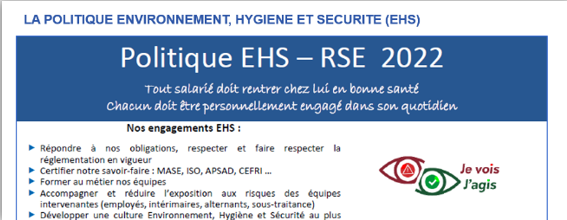 LA POLITIQUE ENVIRONNEMENT, HYGIENE ET SECURITE (EHS)
Politique EHS – RSE 2022
Tout salarié doit rentrer chez lui en bonne santé
Chacun doit être personnellement engagé dans son quotidien
Nos engagements EHS :
Répondre à nos obligations, respecter et faire respecter la
réglementation en vigueur
Certifier notre savoir-faire : MASE, ISO, APSAD, CEFRI ...
Former au métier nos équipes
Accompagner et réduire l'exposition aux risques des équipes
intervenantes (employés, intérimaires, alternants, sous-traitance)
Développer une culture Environnement, Hygiène et Sécurité au plus
Je vois
J'agis